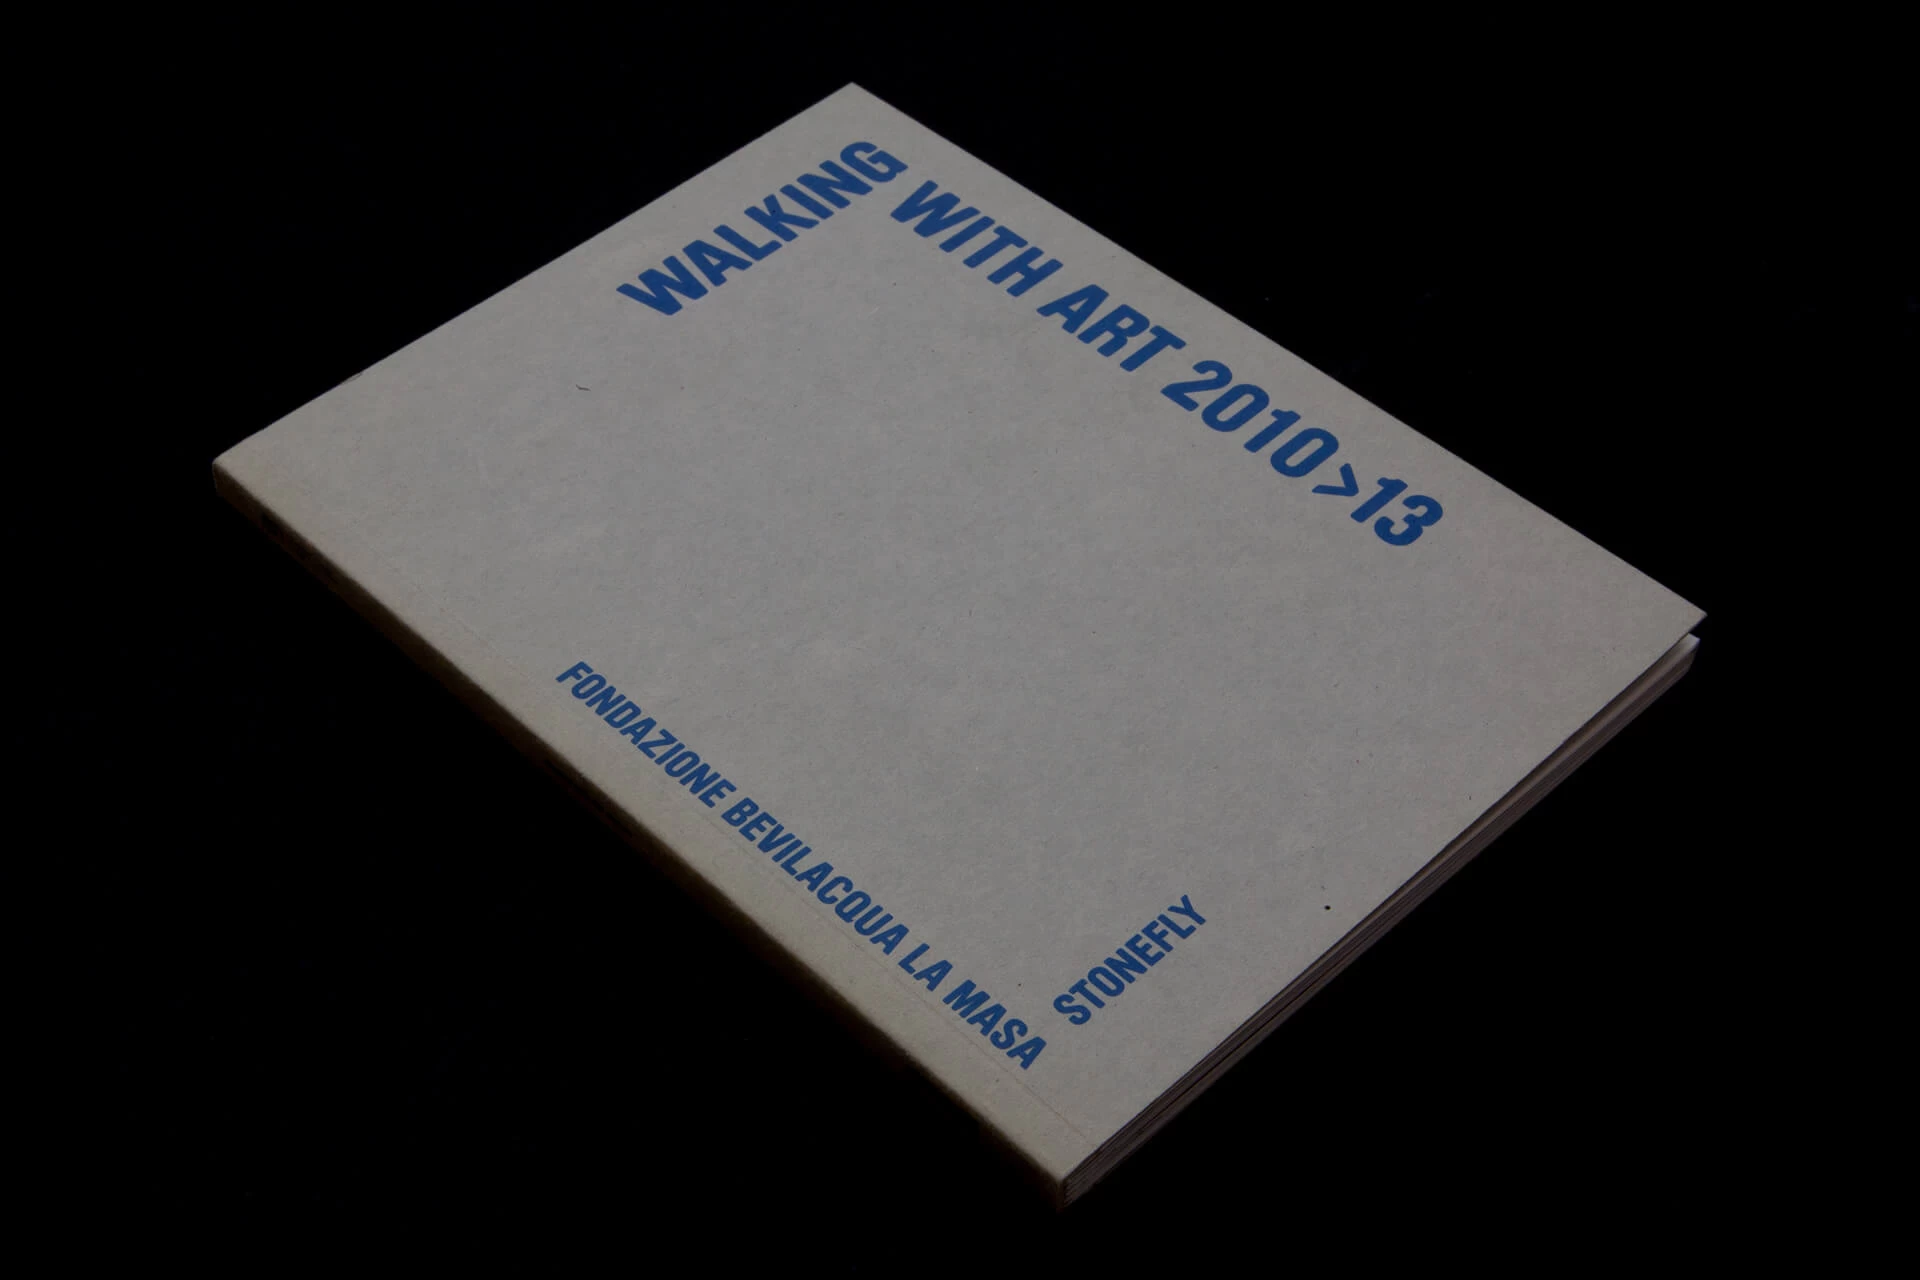 WALKING
WITH ART 2010>13
FONDAZIONE BEVILACQUA LA MASA
STONEFLY